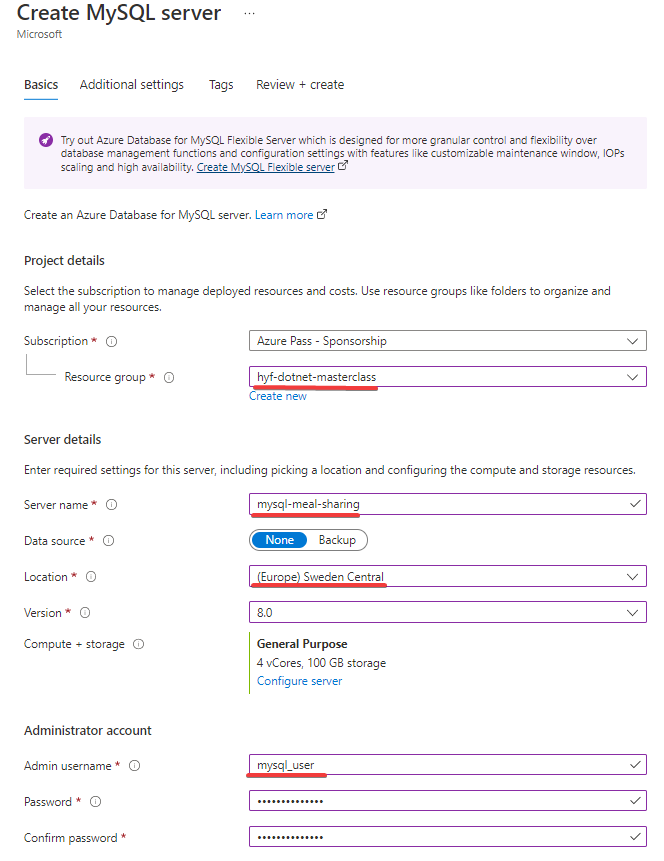 Create MySQL server ...
Microsoft
Basics Additional settings Tags Review + create
Try out Azure Database for MySQL Flexible Server which is designed for more granular control and flexibility over
database management functions and configuration settings with features like customizable maintenance window, IOPs
scaling and high availability. Create MySQL Flexible server
Create an Azure Database for MySQL server. Learn more
Project details
Select the subscription to manage deployed resources and costs. Use resource groups like folders to organize and
manage all your resources.
Subscription * Azure Pass - Sponsorship
Resource group * hyf-dotnet-masterclass
Create new
Server details
Enter required settings for this server, including picking a location and configuring the compute and storage resources.
Server name * mysql-meal-sharing
Data source * None Backup
Location * (Europe) Sweden Central
Version * 8.0
Compute + storage General Purpose
4 vCores, 100 GB storage
Configure server
Administrator account
Admin username * mysql_user
Password * ••••••••••••••
Confirm password * ••••••••••••••